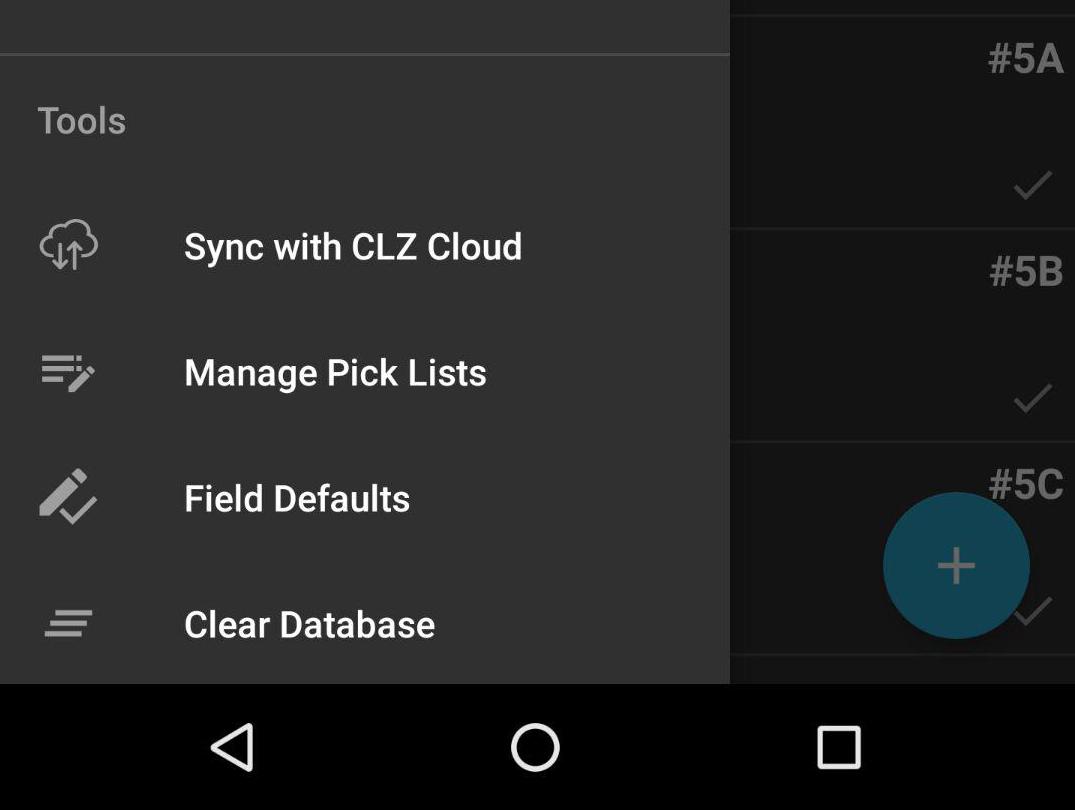 #5A
Tools
Sync with CLZ Cloud
#5B
Manage Pick Lists
#5C
Field Defaults
Clear Database